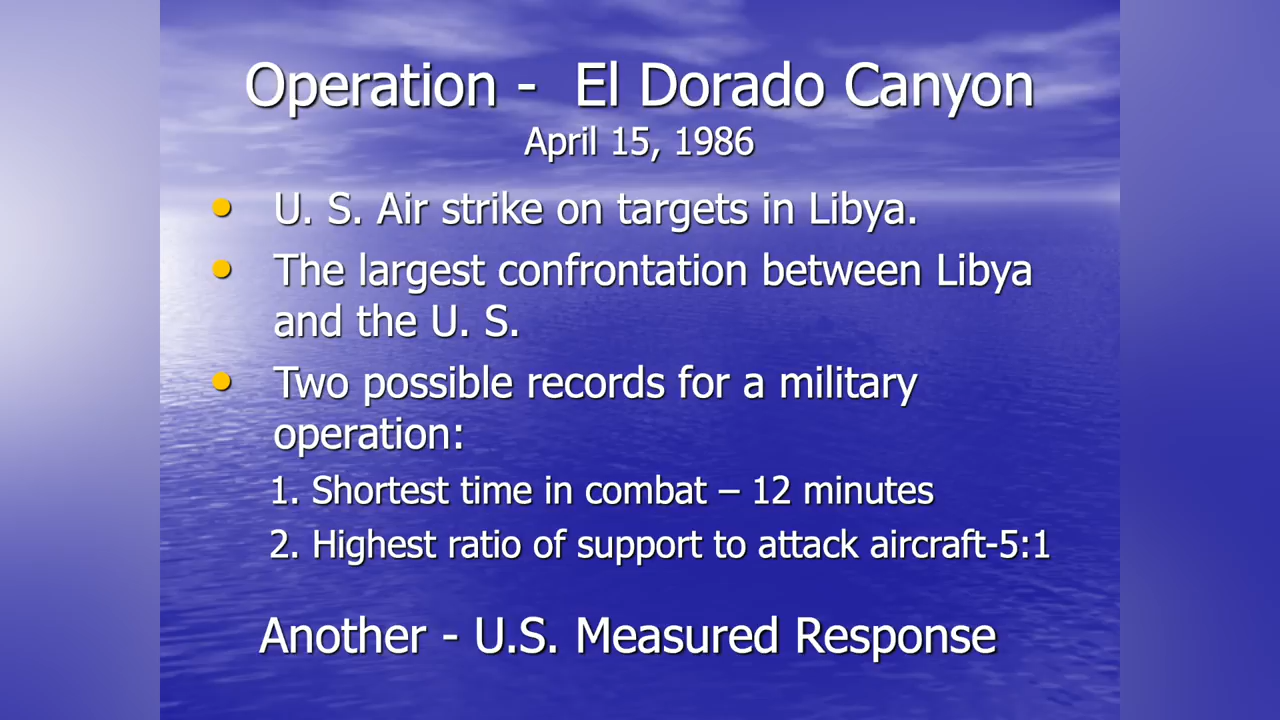 Operation - El Dorado Canyon
April 15, 1986
• U. S. Air strike on targets in Libya.
• The largest confrontation between Libya
and the U. S.
• Two possible records for a military
operation:
1. Shortest time in combat – 12 minutes
2. Highest ratio of support to attack aircraft-5:1
Another - U.S. Measured Response